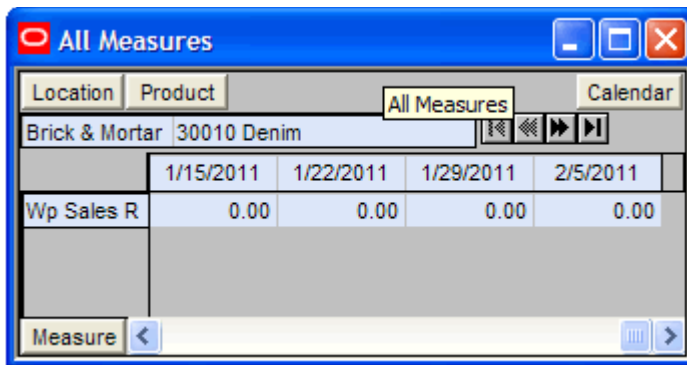 All Measures
Location Product Calendar
All Measures
Brick & Mortar 30010 Denim
1/15/2011 1/22/2011 1/29/2011 2/5/2011
Wp Sales R 0.00 0.00 0.00 0.00
Measure